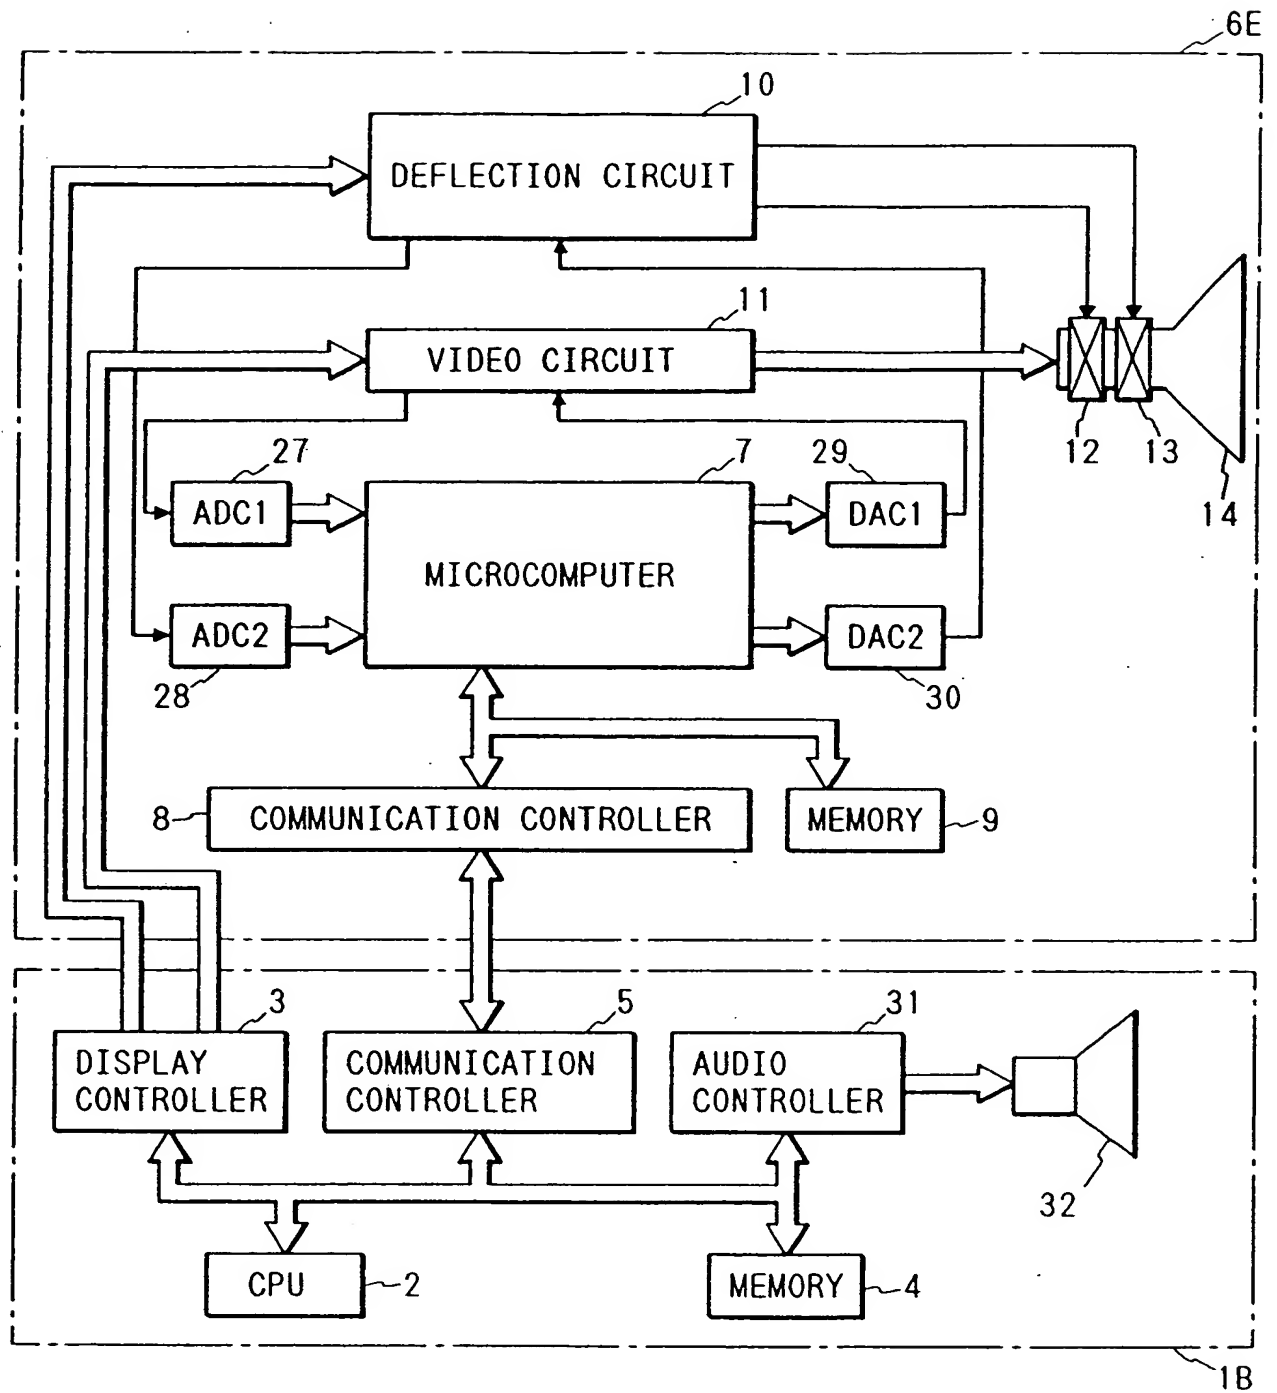 6E
10
DEFLECTION CIRCUIT
11
VIDEO CIRCUIT
12
13
14
27
ADC1
7
MICROCOMPUTER
29
DAC1
ADC2
28
DAC2
30
8
COMMUNICATION CONTROLLER
MEMORY
9
3
DISPLAY
CONTROLLER
5
COMMUNICATION
CONTROLLER
31
AUDIO
CONTROLLER
32
CPU
2
MEMORY
4
1B